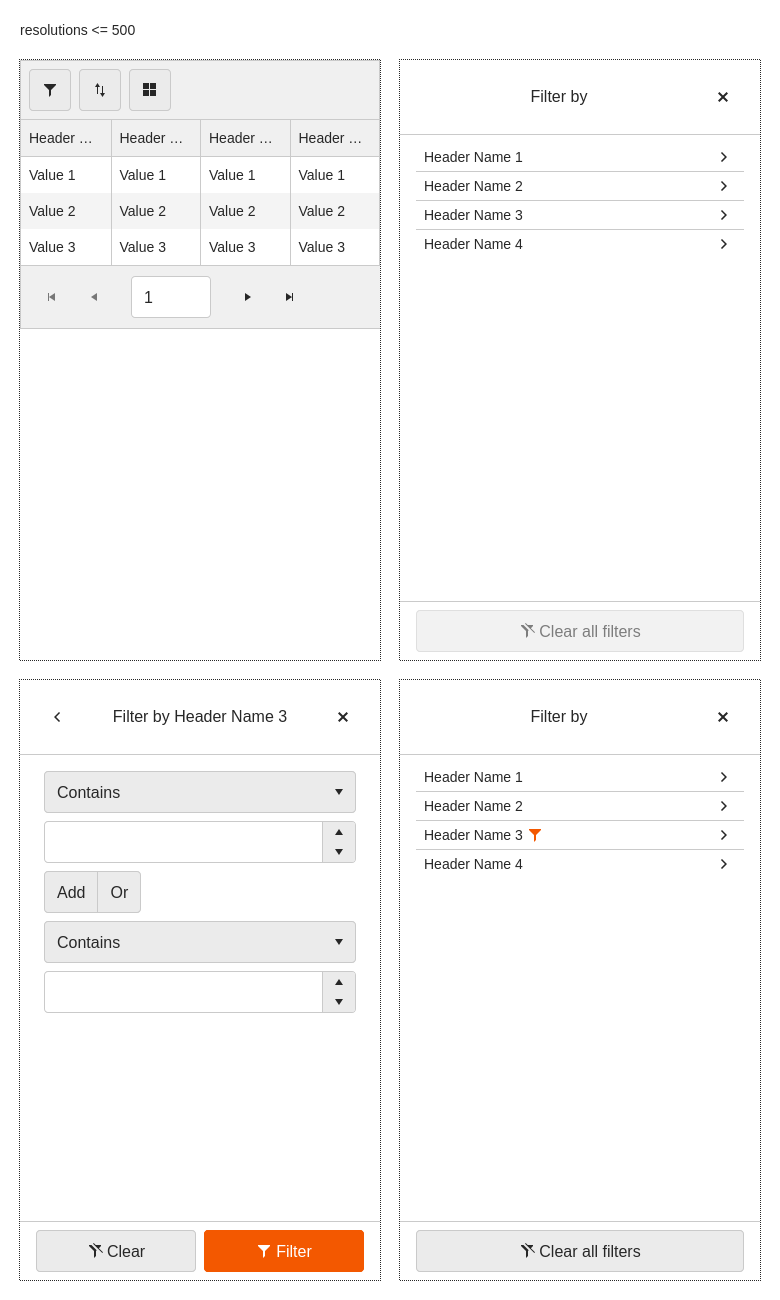 resolutions <= 500
Header ... Header ... Header ... Header ...
Value 1 Value 1 Value 1 Value 1
Value 2 Value 2 Value 2 Value 2
Value 3 Value 3 Value 3 Value 3
1
Filter by
Header Name 1
Header Name 2
Header Name 3
Header Name 4
Clear all filters
Filter by Header Name 3
Contains
Add Or
Contains
Clear Filter
Filter by
Header Name 1
Header Name 2
Header Name 3
Header Name 4
Clear all filters